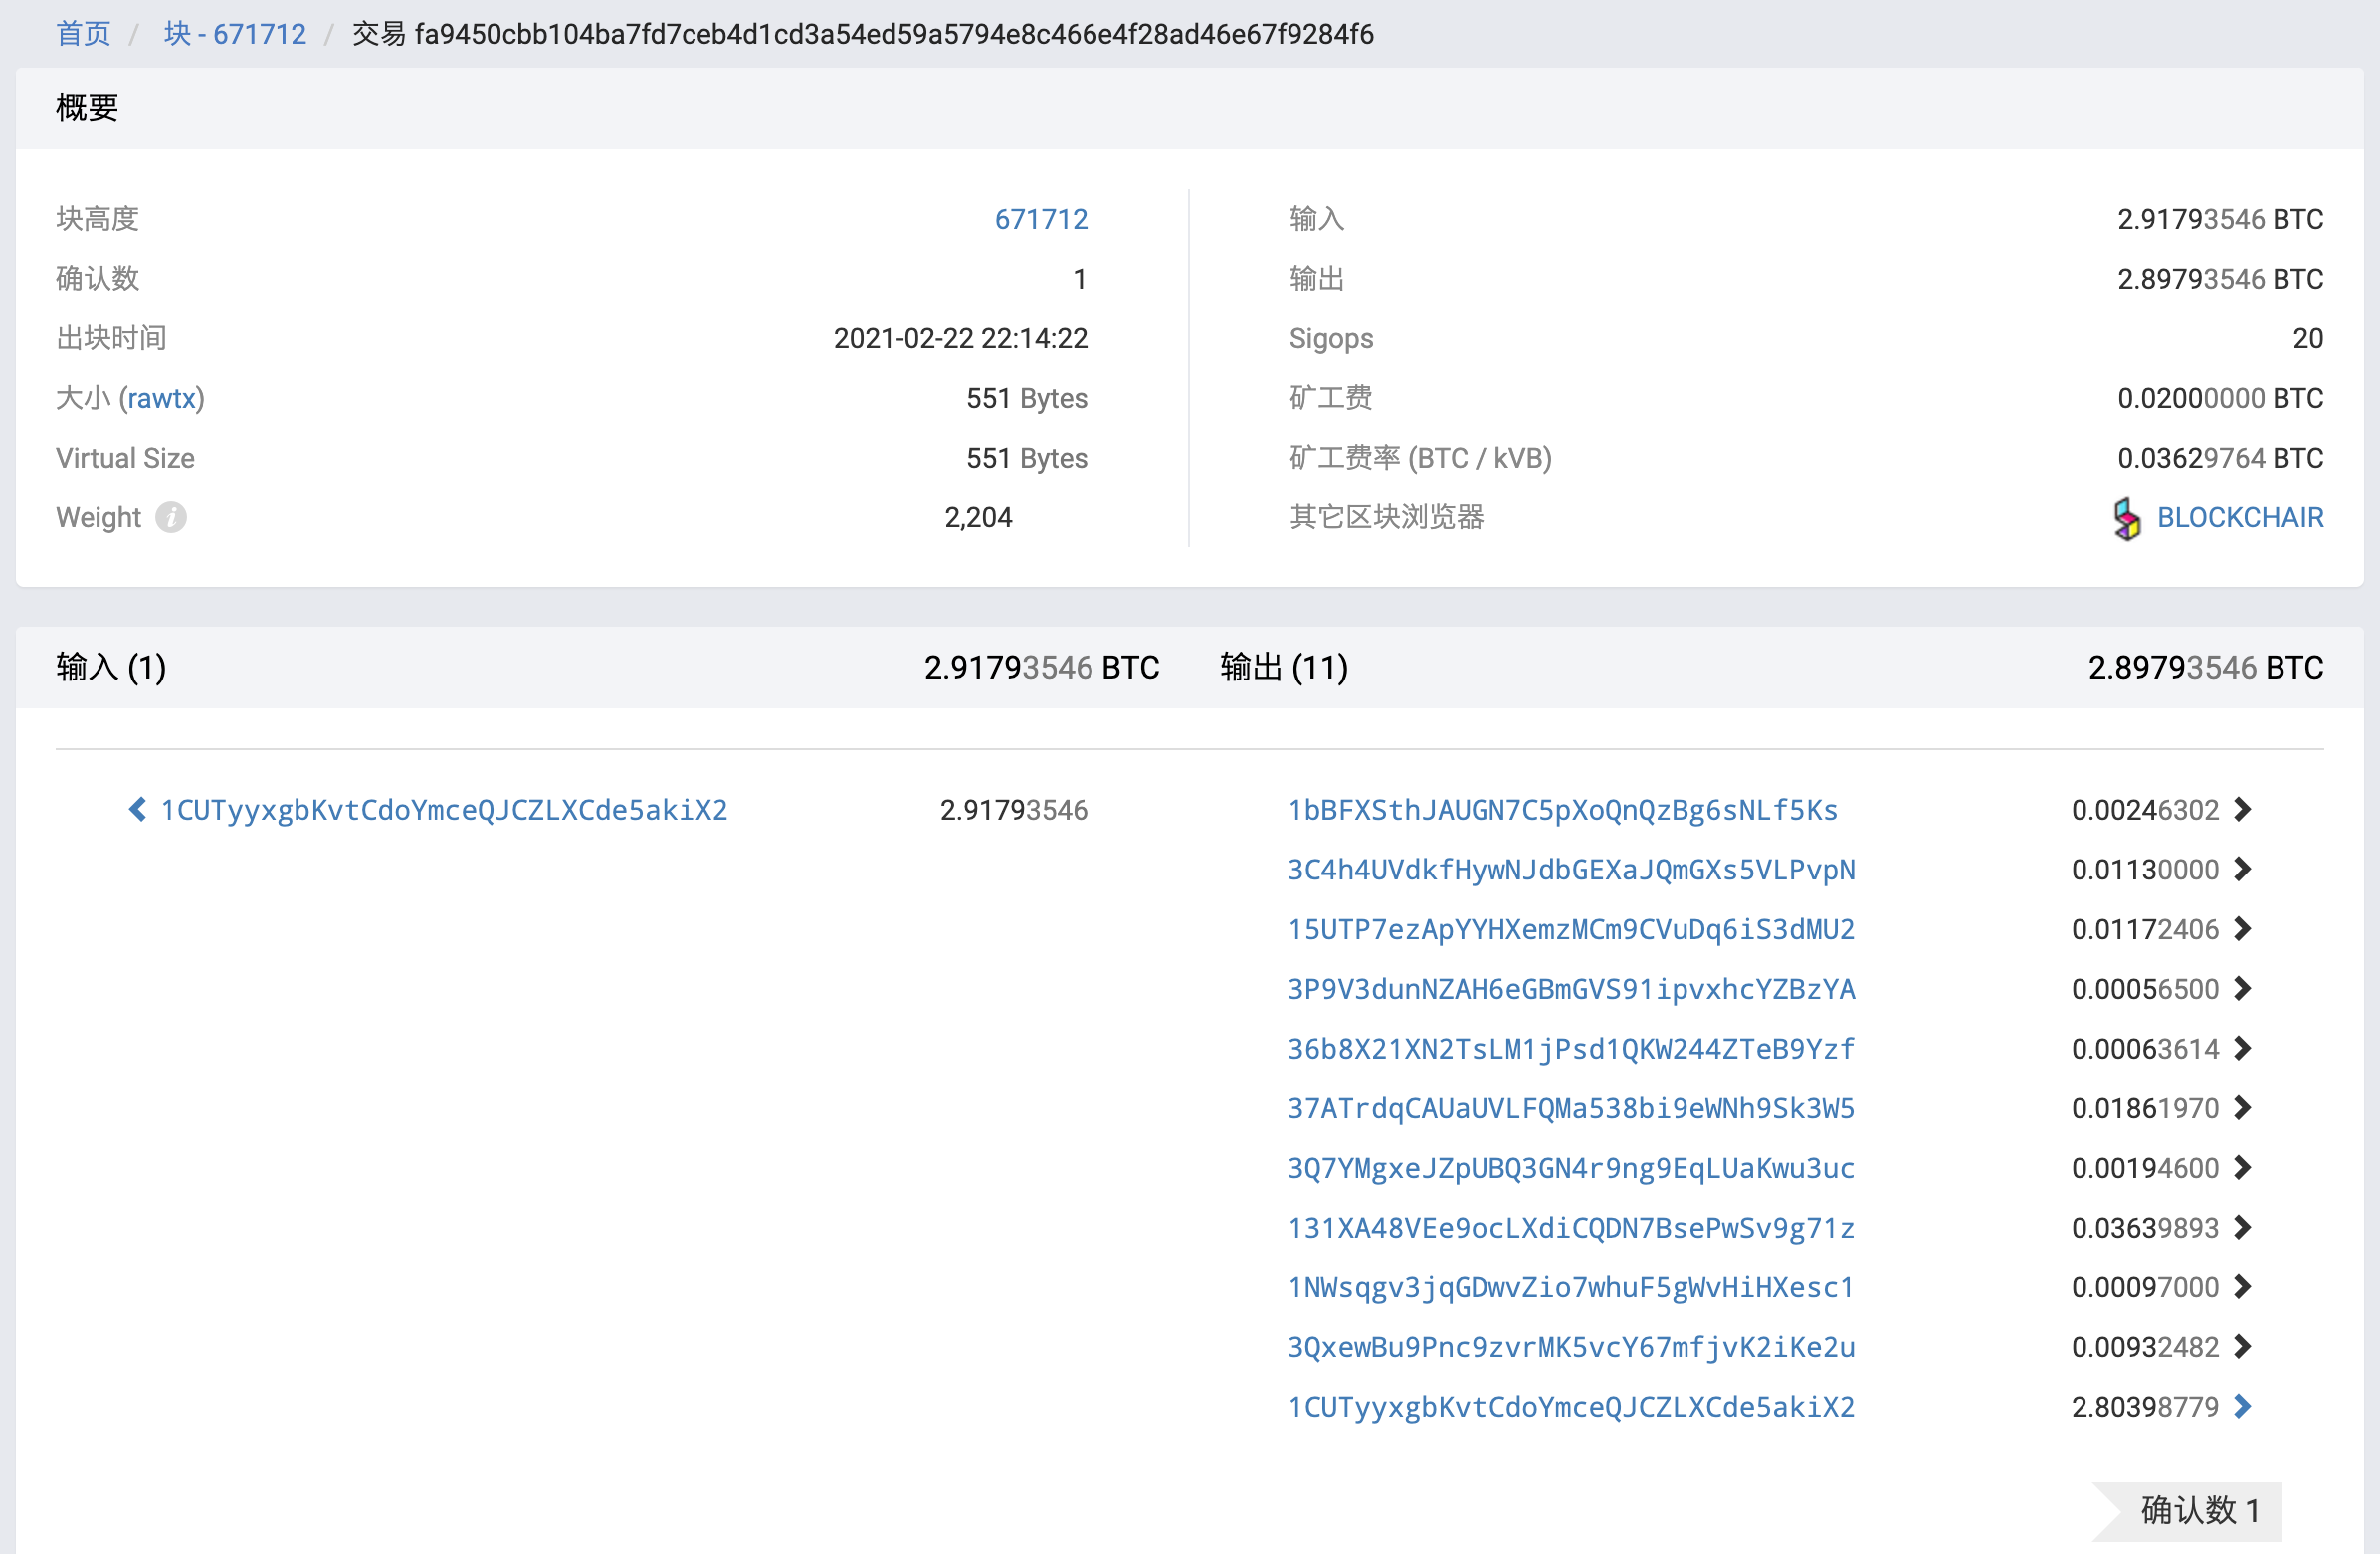 首页 / 块 - 671712 / 交易 fa9450cbb104ba7fd7ceb4d1cd3a54ed59a5794e8c466e4f28ad46e67f9284f6
概要
块高度 671712
确认数 1
出块时间 2021-02-22 22:14:22
大小 (rawtx) 551 Bytes
Virtual Size 551 Bytes
Weight i 2,204
输入 2.91793546 BTC
输出 2.89793546 BTC
Sigops 20
矿工费 0.02000000 BTC
矿工费率 (BTC / kVB) 0.03629764 BTC
其它区块浏览器 BLOCKCHAIR
输入 (1) 2.91793546 BTC
1CUTyyxgbKvtCdoYmceQJCZLXCde5akiX2 2.91793546
输出 (11) 2.89793546 BTC
1bBFXSthJAUGN7C5pXoQnQzBg6sNLf5Ks 0.00246302
3C4h4UVdkfHywNJdbGEXaJQmGXs5VLPvpN 0.01130000
15UTP7ezApYYHXemzMCm9CVuDq6iS3dMU2 0.01172406
3P9V3dunNZAH6eGBmGVS91ipvxhcYZBzYA 0.00056500
36b8X21XN2TsLM1jPsd1QKW244ZTeB9Yzf 0.00063614
37ATrdqCAUaUVLFQMa538bi9eWNh9Sk3W5 0.01861970
3Q7YMgxeJZpUBQ3GN4r9ng9EqLUaKwu3uc 0.00194600
131XA48VEe9ocLXdiCQDN7BsePwSv9g71z 0.03639893
1NWsqgv3jqGDwvZio7whuF5gWvHiHXesc1 0.00097000
3QxewBu9Pnc9zvrMK5vcY67mfjvK2iKe2u 0.00932482
1CUTyyxgbKvtCdoYmceQJCZLXCde5akiX2 2.80398779
确认数 1